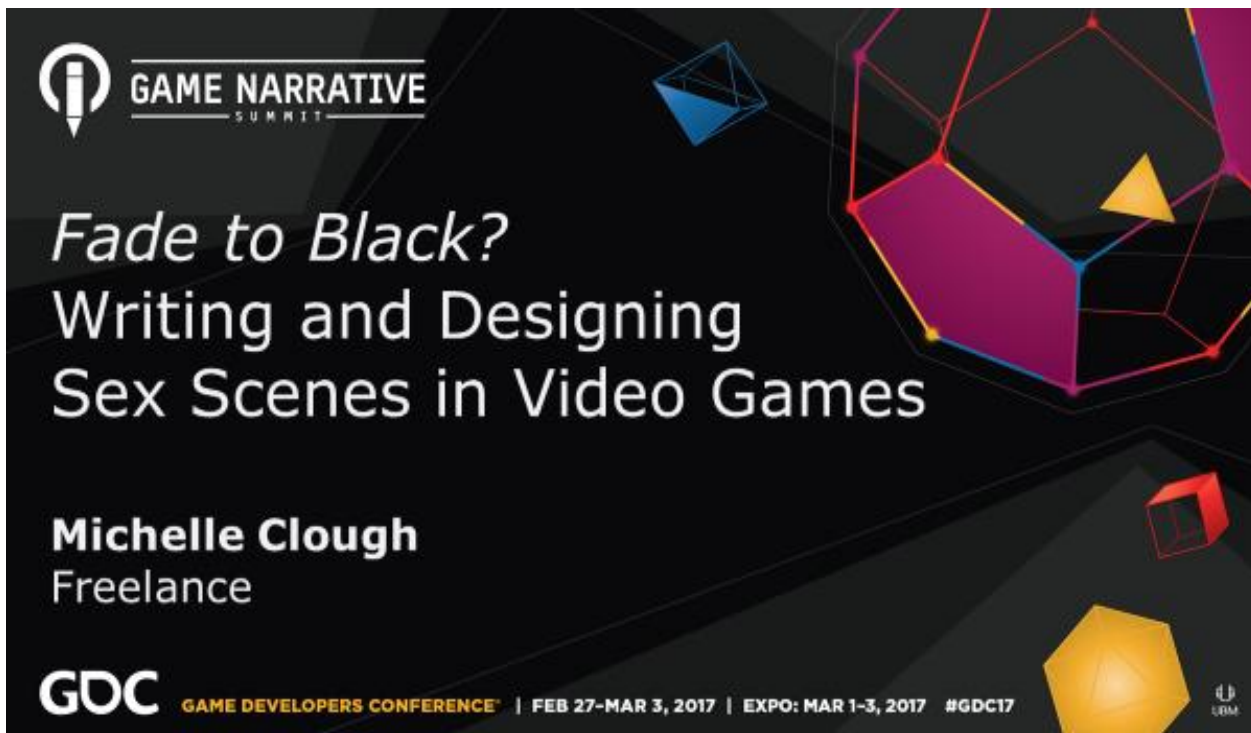 GAME NARRATIVE
SUMMIT
Fade to Black?
Writing and Designing
Sex Scenes in Video Games
Michelle Clough
Freelance
GDC GAME DEVELOPERS CONFERENCE® | FEB 27–MAR 3, 2017 | EXPO: MAR 1–3, 2017 #GDC17
UBM